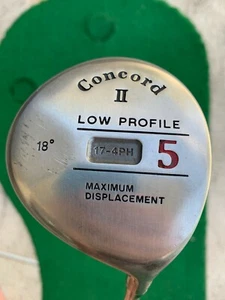 Concord
II
LOW PROFILE
18°
17-4PH
5
MAXIMUM
DISPLACEMENT